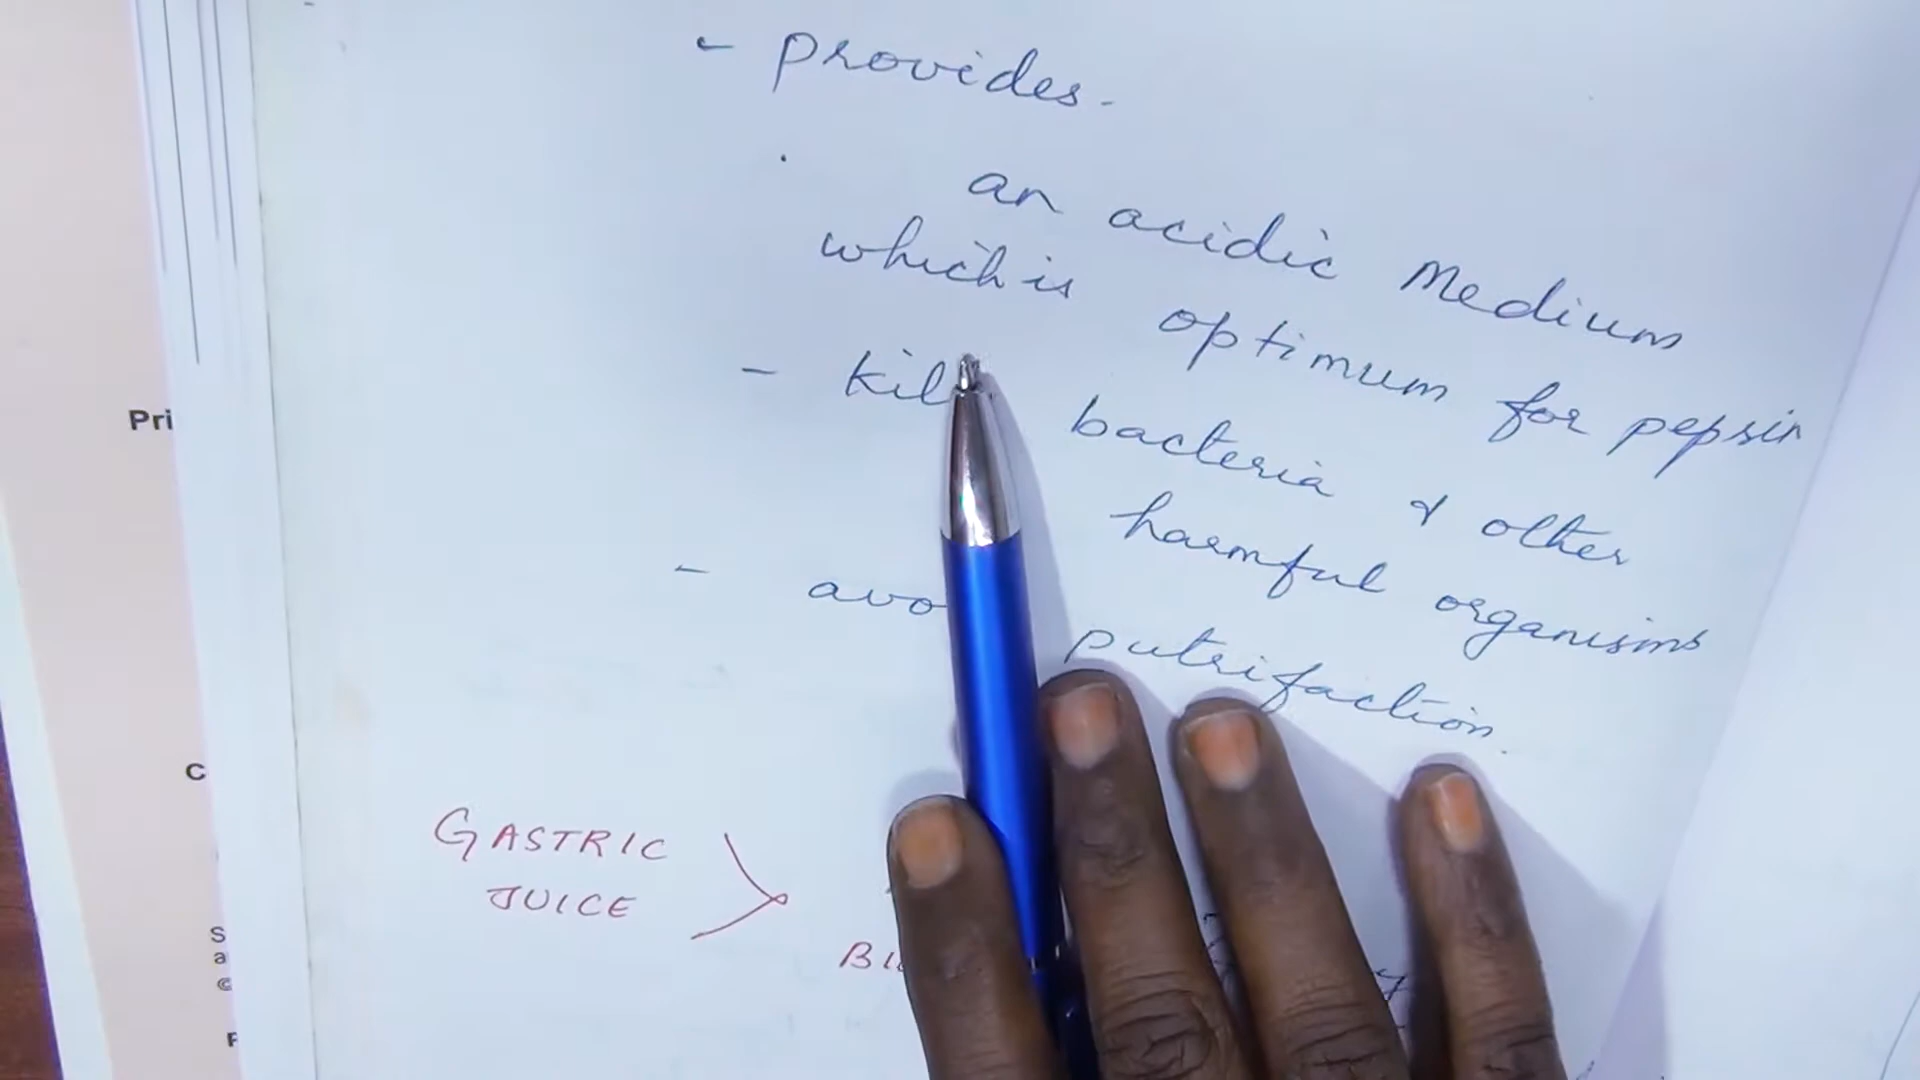 - provides.
an acidic Medium
which is optimum for pepsin
- kil bacteria & other
harmful organisms
- avo putrifaction.
GASTRIC
JUICE
Pri
C
S
a
©
F